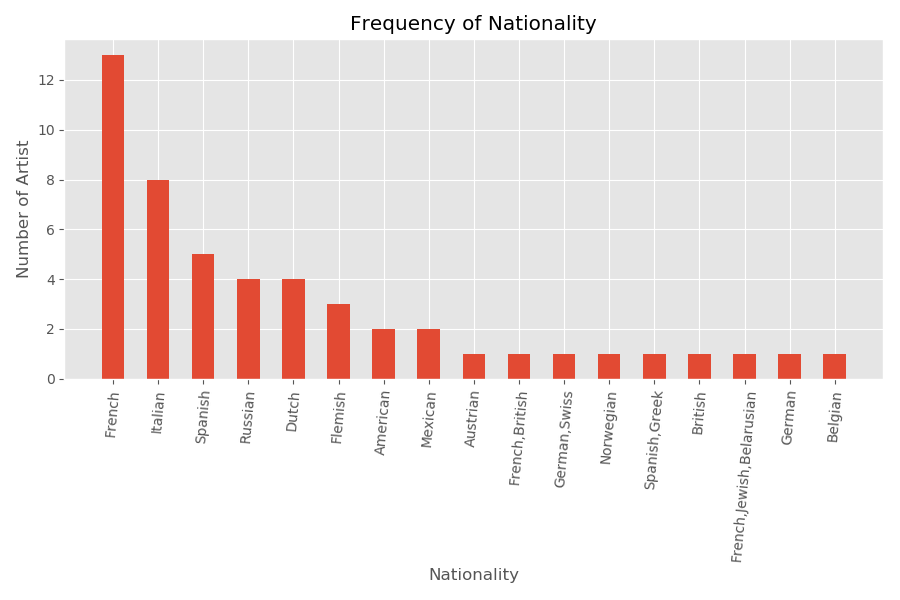 Frequency of Nationality
Number of Artist
12
10
8
6
4
2
0
French
Italian
Spanish
Russian
Dutch
Flemish
American
Mexican
Austrian
French,British
German,Swiss
Norwegian
Spanish,Greek
British
French,Jewish,Belarusian
German
Belgian
Nationality